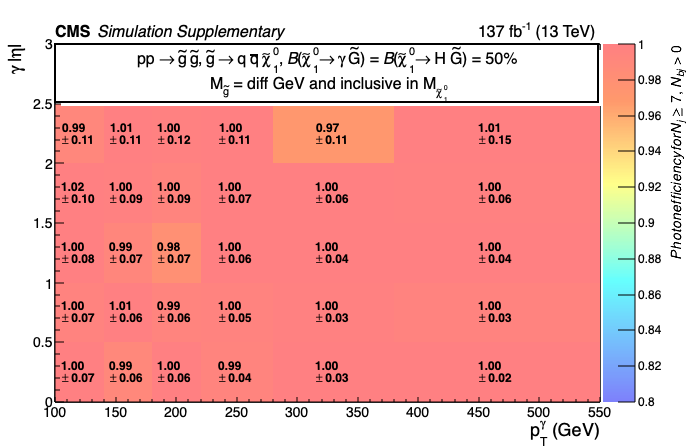 CMS Simulation Supplementary 137 fb⁻¹ (13 TeV)
pp → g̃ g̃, g̃ → q q̄ χ̃⁰₁, B(χ̃⁰₁ → γ G̃) = B(χ̃⁰₁ → H G̃) = 50%
M_g̃ = diff GeV and inclusive in M_χ̃⁰₁
γ |η|
3
2.5
2
1.5
1
0.5
0
0.99 1.01 1.00 1.00 0.97 1.01
± 0.11 ± 0.11 ± 0.12 ± 0.11 ± 0.11 ± 0.15
1.02 1.00 1.00 1.00 1.00 1.00
± 0.10 ± 0.09 ± 0.09 ± 0.07 ± 0.06 ± 0.06
1.00 0.99 0.98 1.00 1.00 1.00
± 0.08 ± 0.07 ± 0.07 ± 0.06 ± 0.04 ± 0.04
1.00 1.01 0.99 1.00 1.00 1.00
± 0.07 ± 0.06 ± 0.06 ± 0.05 ± 0.03 ± 0.03
1.00 0.99 1.00 0.99 1.00 1.00
± 0.07 ± 0.06 ± 0.06 ± 0.04 ± 0.03 ± 0.02
100 150 200 250 300 350 400 450 500 550
p_T^γ (GeV)
1
0.98
0.96
0.94
0.92
0.9
0.88
0.86
0.84
0.82
0.8
PhotonefficiencyforN_j ≥ 7, N_bj > 0